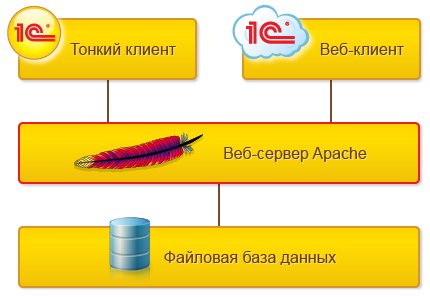 1С
Тонкий клиент
1С
Веб-клиент
Веб-сервер Apache
Файловая база данных